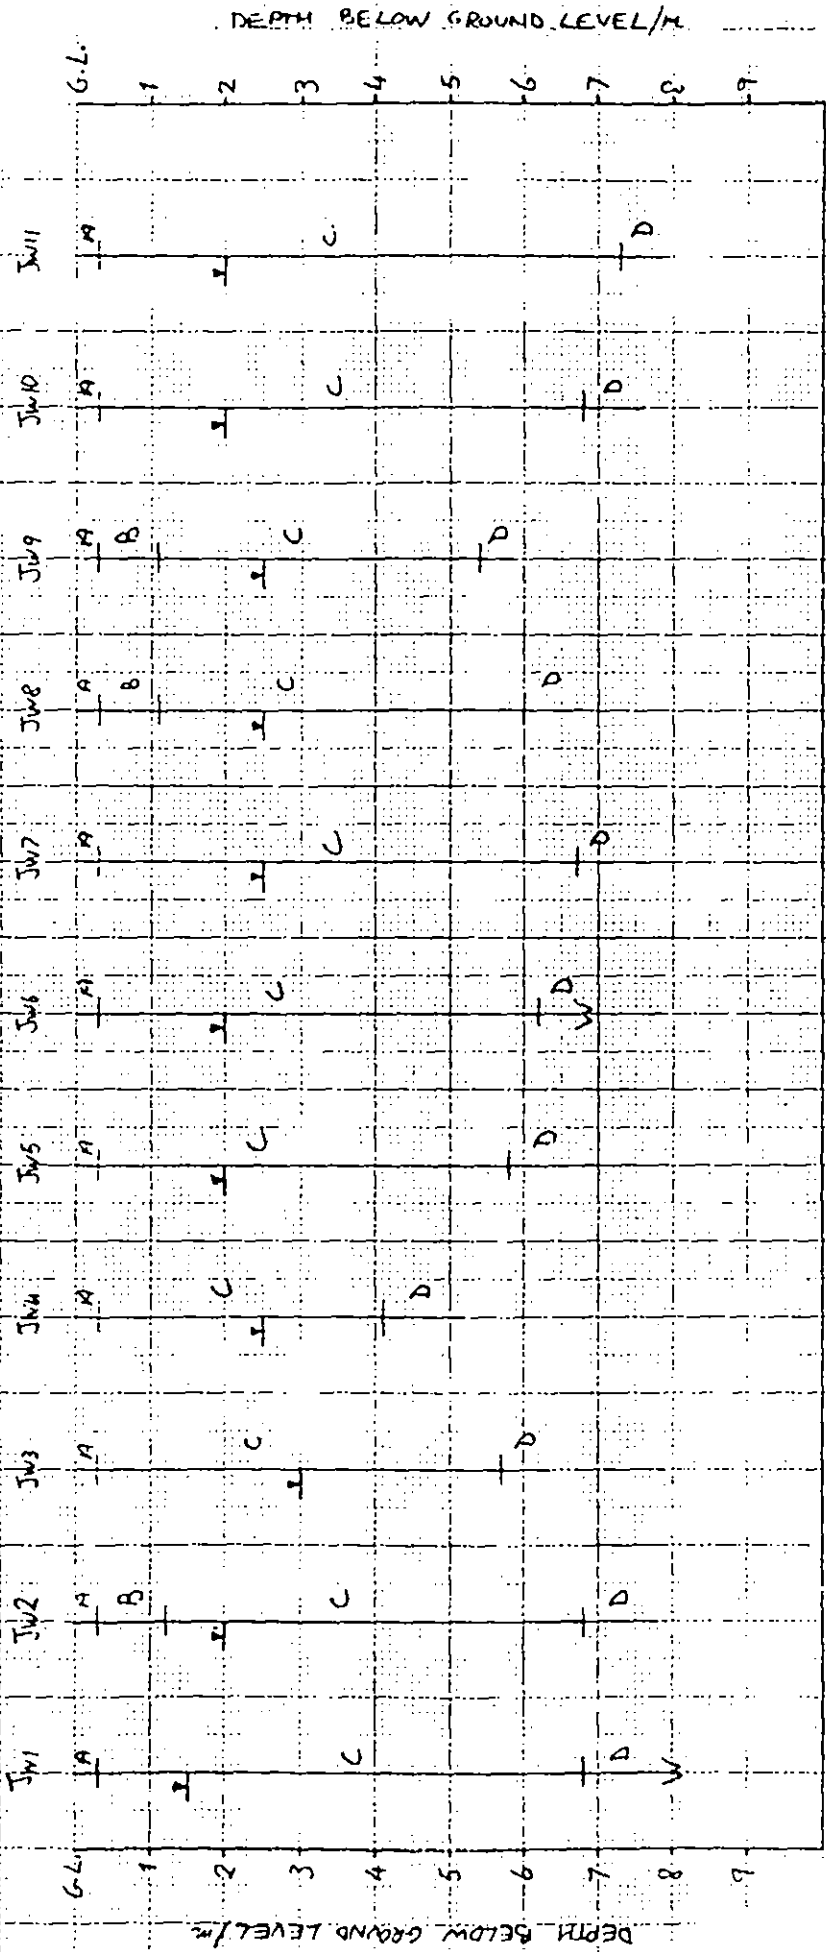 DEPTH BELOW GROUND LEVEL/M
G.L. 1 2 3 4 5 6 7 8 9
JW11 A C. D
JW10 A C D
JW9 A B C D
JW8 A B C D
JW7 A C D
JW6 A C D W
JW5 A C D
JW4 A C D
JW3 A C D
JW2 A B C D
JW1 A C D W
G.L. 1 2 3 4 5 6 7 8 9
DEPTH BELOW GROUND LEVEL/m